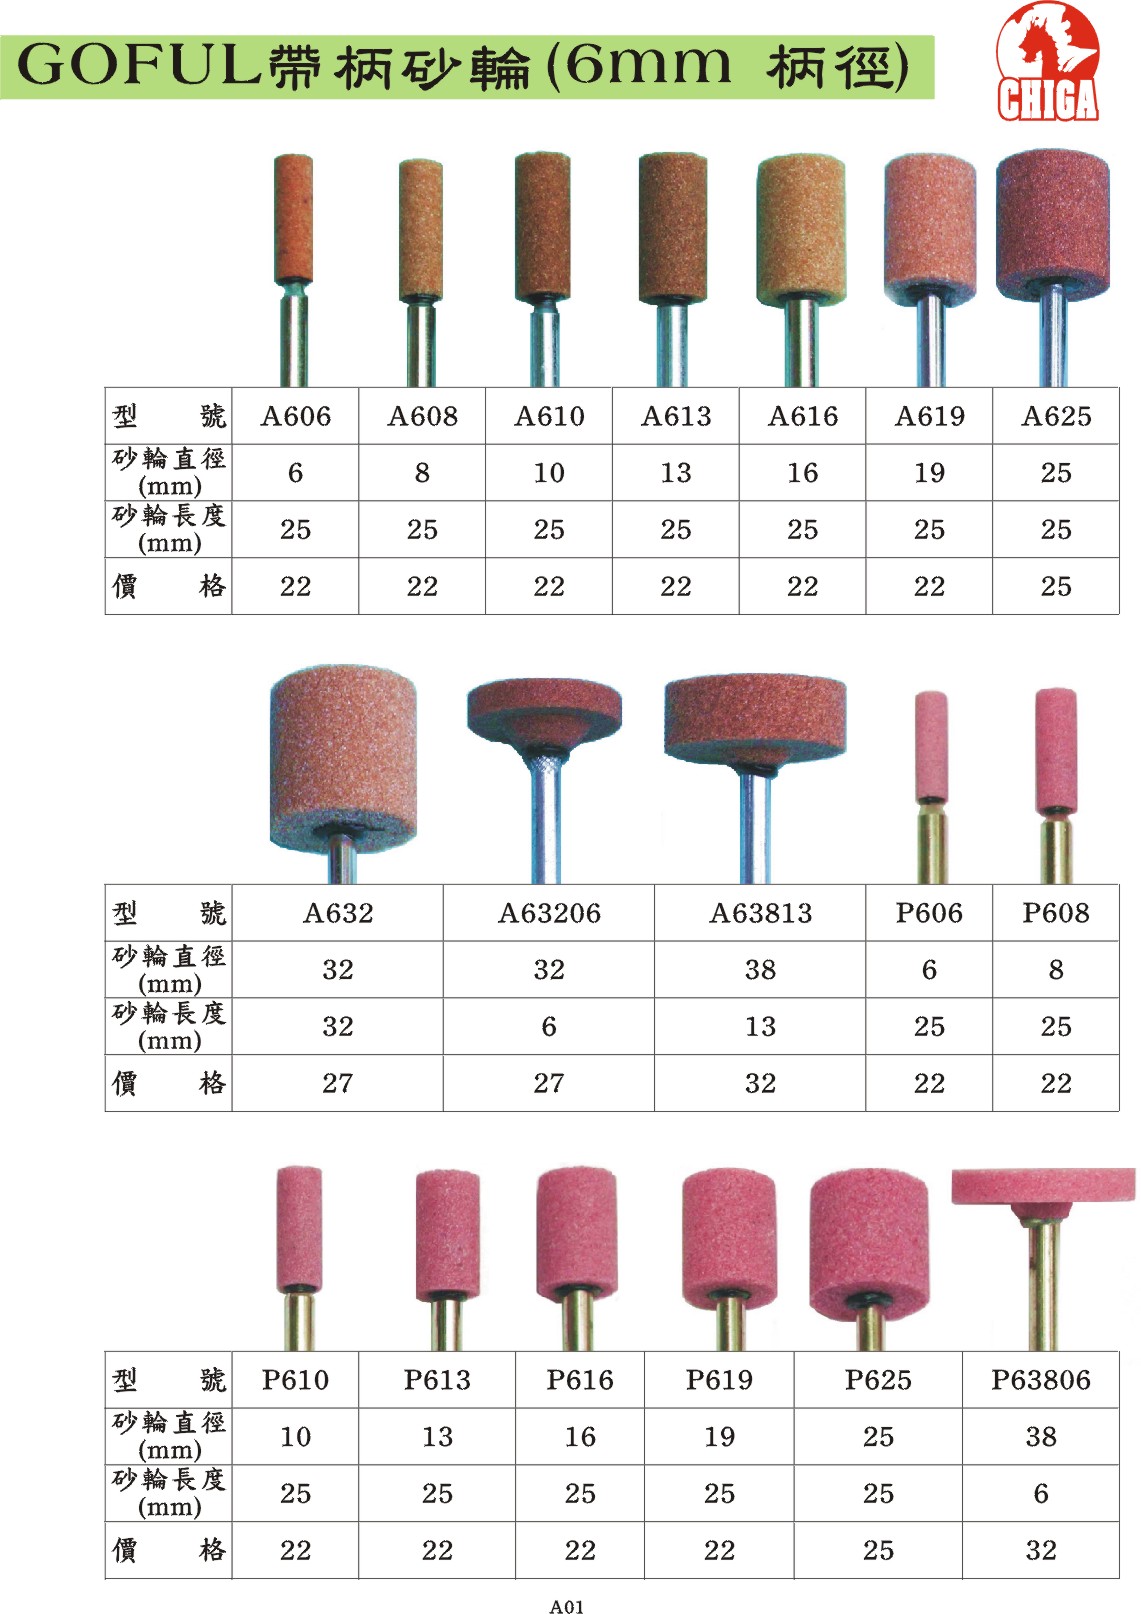 GOFUL帶柄砂輪(6mm 柄徑)
CHIGA
型 號 A606 A608 A610 A613 A616 A619 A625
砂輪直徑(mm) 6 8 10 13 16 19 25
砂輪長度(mm) 25 25 25 25 25 25 25
價 格 22 22 22 22 22 22 25
型 號 A632 A63206 A63813 P606 P608
砂輪直徑(mm) 32 32 38 6 8
砂輪長度(mm) 32 6 13 25 25
價 格 27 27 32 22 22
型 號 P610 P613 P616 P619 P625 P63806
砂輪直徑(mm) 10 13 16 19 25 38
砂輪長度(mm) 25 25 25 25 25 6
價 格 22 22 22 22 25 32
A01